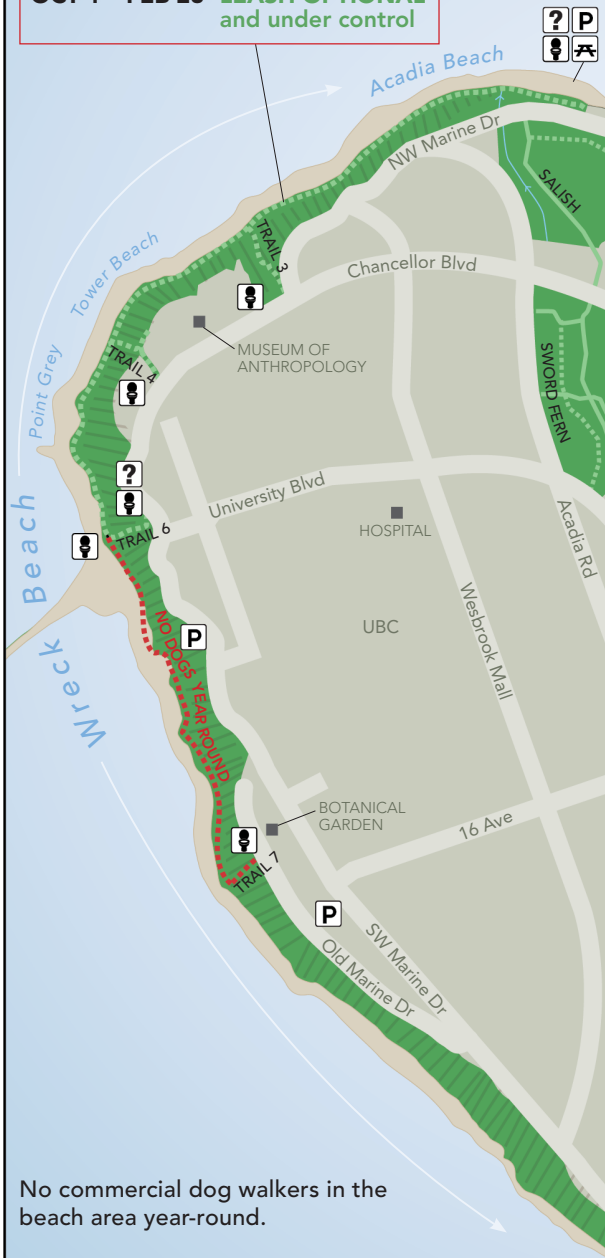 OCT 1 - FEB 28 LEASH OPTIONAL
and under control
?
P
Acadia Beach
NW Marine Dr
SALISH
Tower Beach
TRAIL 3
Chancellor Blvd
MUSEUM OF
ANTHROPOLOGY
Point Grey
TRAIL 4
SWORD FERN
?
University Blvd
HOSPITAL
Acadia Rd
TRAIL 6
Wreck Beach
UBC
Wesbrook Mall
P
NO DOGS YEAR ROUND
BOTANICAL
GARDEN
16 Ave
TRAIL 7
P
SW Marine Dr
Old Marine Dr
No commercial dog walkers in the
beach area year-round.